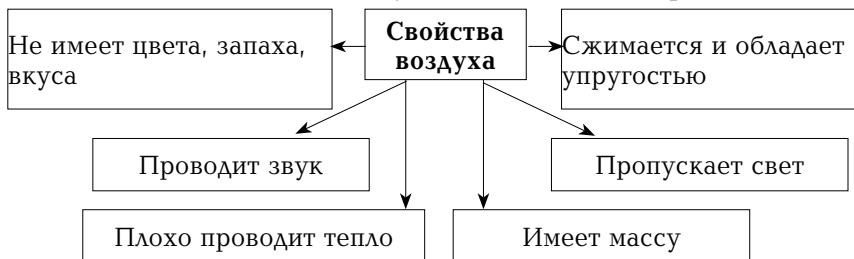 Свойства
воздуха
Не имеет цвета, запаха,
вкуса
Сжимается и обладает
упругостью
Проводит звук
Пропускает свет
Плохо проводит тепло
Имеет массу